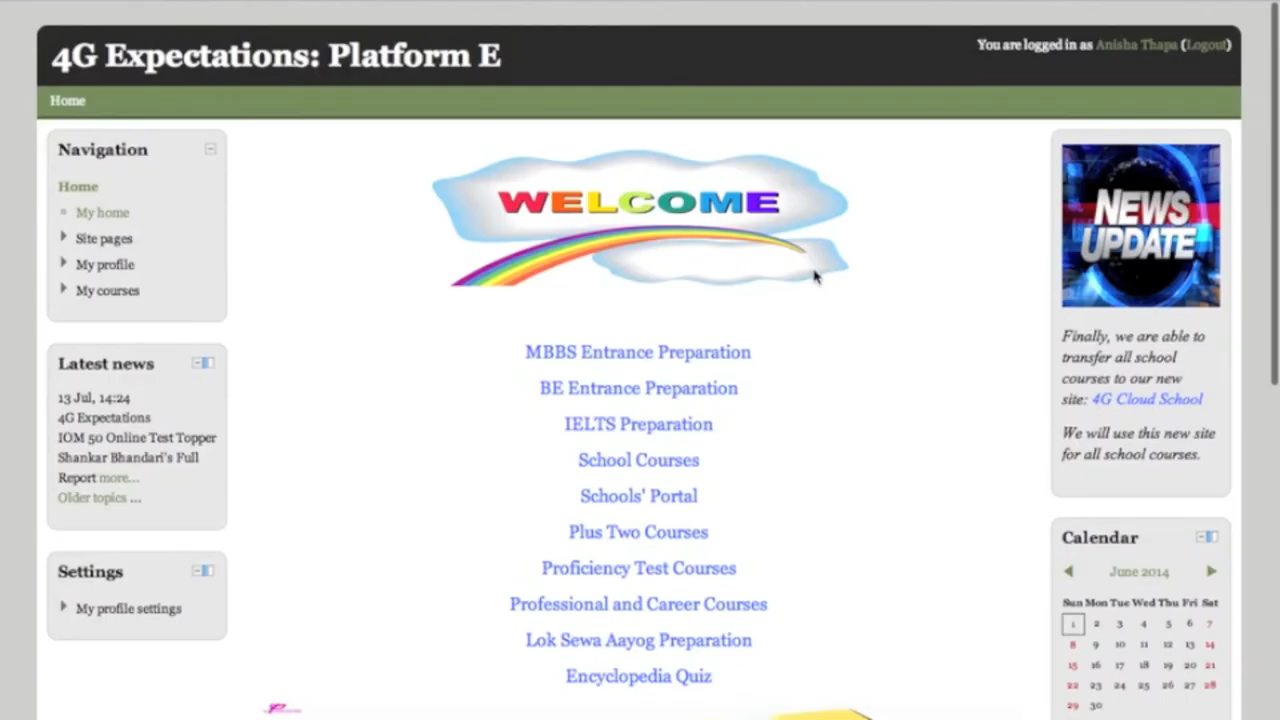 4G Expectations: Platform E
You are logged in as Anisha Thapa (Logout)
Home
Navigation
Home
My home
Site pages
My profile
My courses
Latest news
13 Jul, 14:24
4G Expectations
IOM 50 Online Test Topper
Shankar Bhandari's Full
Report more...
Older topics ...
Settings
My profile settings
WELCOME
MBBS Entrance Preparation
BE Entrance Preparation
IELTS Preparation
School Courses
Schools' Portal
Plus Two Courses
Proficiency Test Courses
Professional and Career Courses
Lok Sewa Aayog Preparation
Encyclopedia Quiz
NEWS
UPDATE
Finally, we are able to
transfer all school
courses to our new
site: 4G Cloud School
We will use this new site
for all school courses.
Calendar
June 2014
Sun Mon Tue Wed Thu Fri Sat
1 2 3 4 5 6 7
8 9 10 11 12 13 14
15 16 17 18 19 20 21
22 23 24 25 26 27 28
29 30